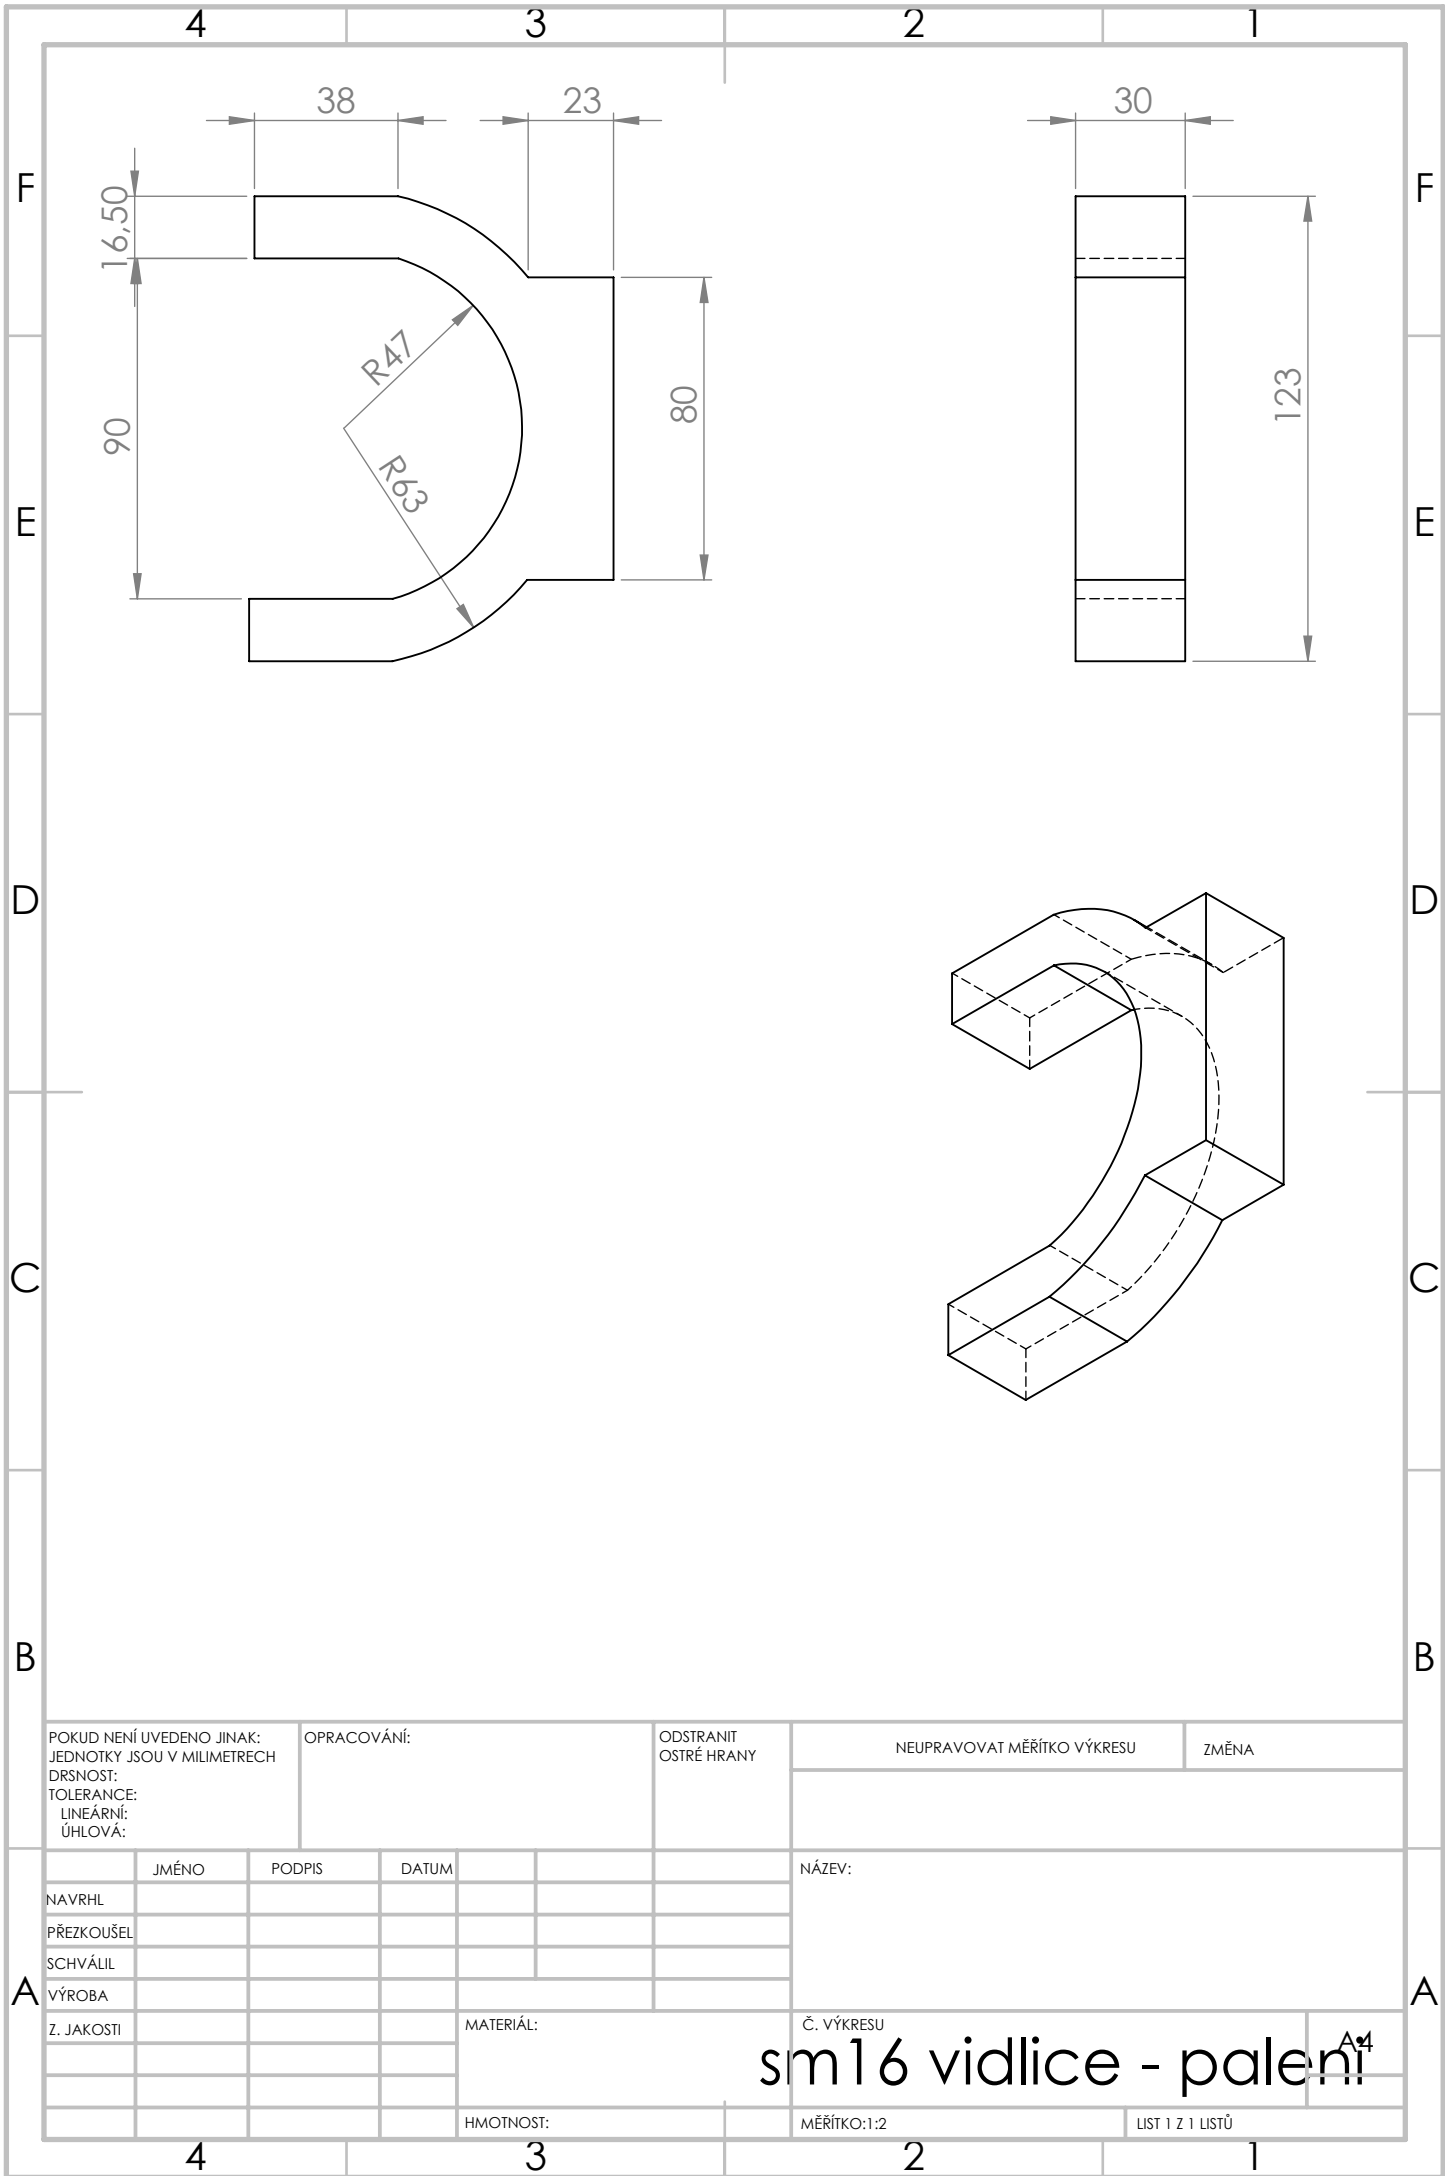 4 3 2 1
38 23 30
F F
16,50
R47
123
80
90
R63
E E
D D
C C
B B
POKUD NENÍ UVEDENO JINAK:
JEDNOTKY JSOU V MILIMETRECH
DRSNOST:
TOLERANCE:
LINEÁRNÍ:
ÚHLOVÁ:
OPRACOVÁNÍ:
ODSTRANIT
OSTRÉ HRANY
NEUPRAVOVAT MĚŘÍTKO VÝKRESU
ZMĚNA
JMÉNO PODPIS DATUM
NÁZEV:
NAVRHL
PŘEZKOUŠEL
SCHVÁLIL
VÝROBA
A A
Z. JAKOSTI
MATERIÁL:
Č. VÝKRESU
sm16 vidlice - palení
A4
HMOTNOST:
MĚŘÍTKO:1:2
LIST 1 Z 1 LISTŮ
4 3 2 1